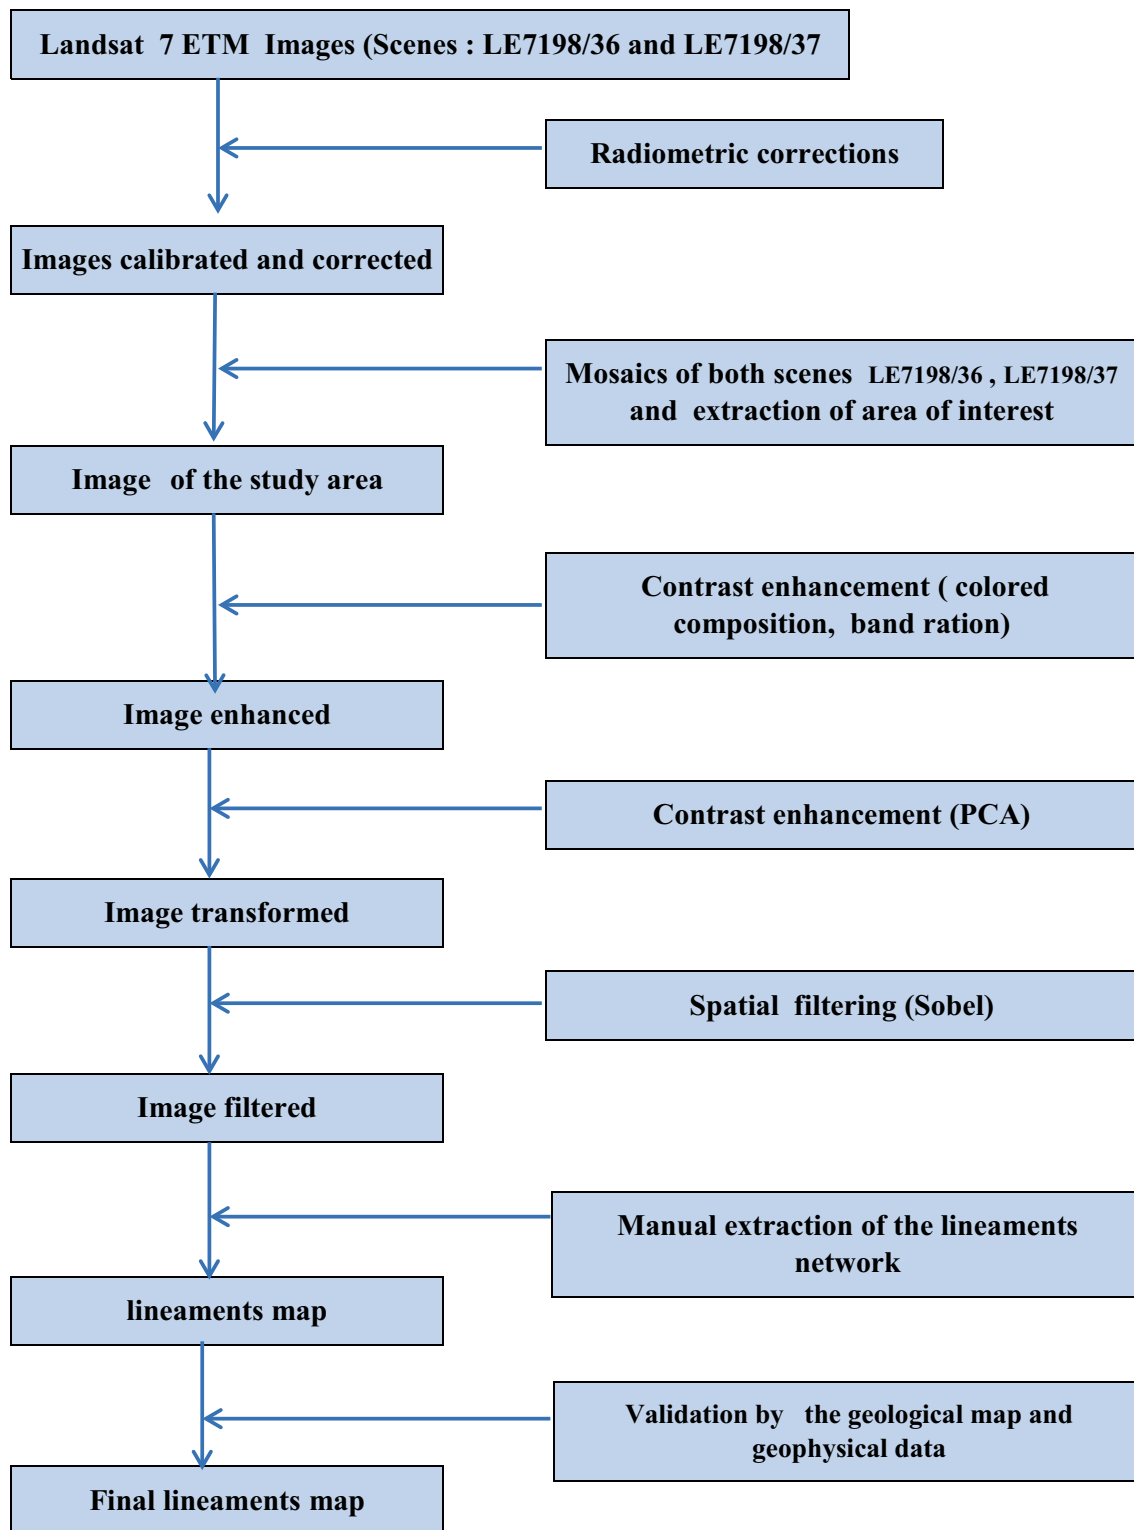 Landsat 7 ETM Images (Scenes : LE7198/36 and LE7198/37
Radiometric corrections
Images calibrated and corrected
Mosaics of both scenes LE7198/36 , LE7198/37
and extraction of area of interest
Image of the study area
Contrast enhancement ( colored
composition, band ration)
Image enhanced
Contrast enhancement (PCA)
Image transformed
Spatial filtering (Sobel)
Image filtered
Manual extraction of the lineaments
network
lineaments map
Validation by the geological map and
geophysical data
Final lineaments map